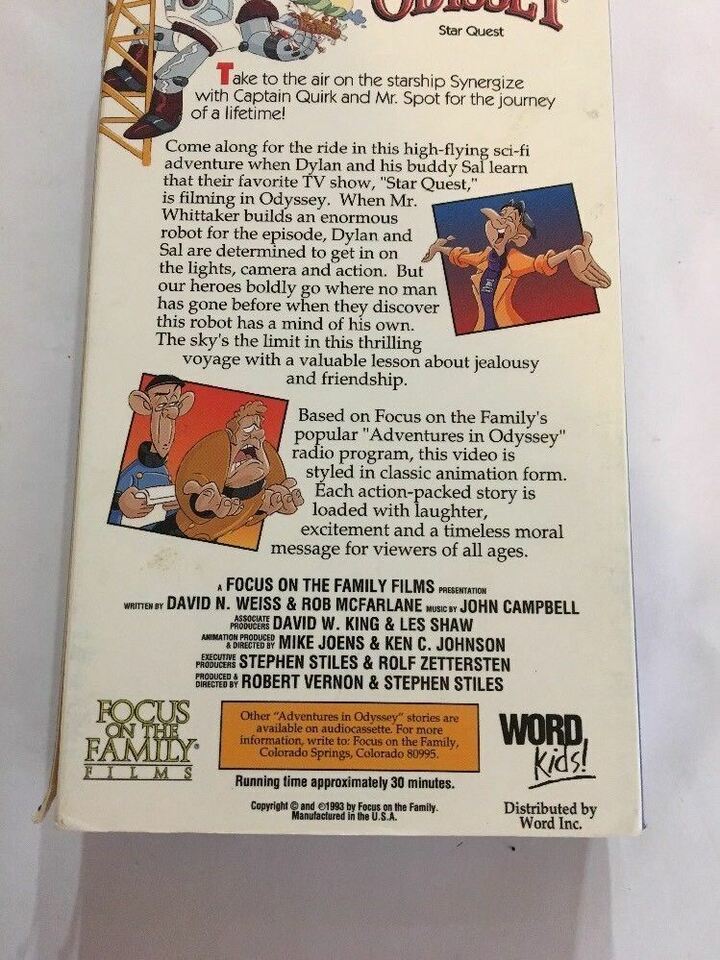 ODYSSEY
Star Quest
Take to the air on the starship Synergize
with Captain Quirk and Mr. Spot for the journey
of a lifetime!
Come along for the ride in this high-flying sci-fi
adventure when Dylan and his buddy Sal learn
that their favorite TV show, "Star Quest,"
is filming in Odyssey. When Mr.
Whittaker builds an enormous
robot for the episode, Dylan and
Sal are determined to get in on
the lights, camera and action. But
our heroes boldly go where no man
has gone before when they discover
this robot has a mind of his own.
The sky's the limit in this thrilling
voyage with a valuable lesson about jealousy
and friendship.
Based on Focus on the Family's
popular "Adventures in Odyssey"
radio program, this video is
styled in classic animation form.
Each action-packed story is
loaded with laughter,
excitement and a timeless moral
message for viewers of all ages.
A FOCUS ON THE FAMILY FILMS PRESENTATION
WRITTEN BY DAVID N. WEISS & ROB MCFARLANE MUSIC BY JOHN CAMPBELL
ASSOCIATE PRODUCERS DAVID W. KING & LES SHAW
ANIMATION PRODUCED & DIRECTED BY MIKE JOENS & KEN C. JOHNSON
EXECUTIVE PRODUCERS STEPHEN STILES & ROLF ZETTERSTEN
PRODUCED & DIRECTED BY ROBERT VERNON & STEPHEN STILES
FOCUS
ON THE
FAMILY®
FILMS
Other "Adventures in Odyssey" stories are
available on audiocassette. For more
information, write to: Focus on the Family,
Colorado Springs, Colorado 80995.
WORD
Kids!
Running time approximately 30 minutes.
Copyright © and ℗1993 by Focus on the Family.
Manufactured in the U.S.A.
Distributed by
Word Inc.